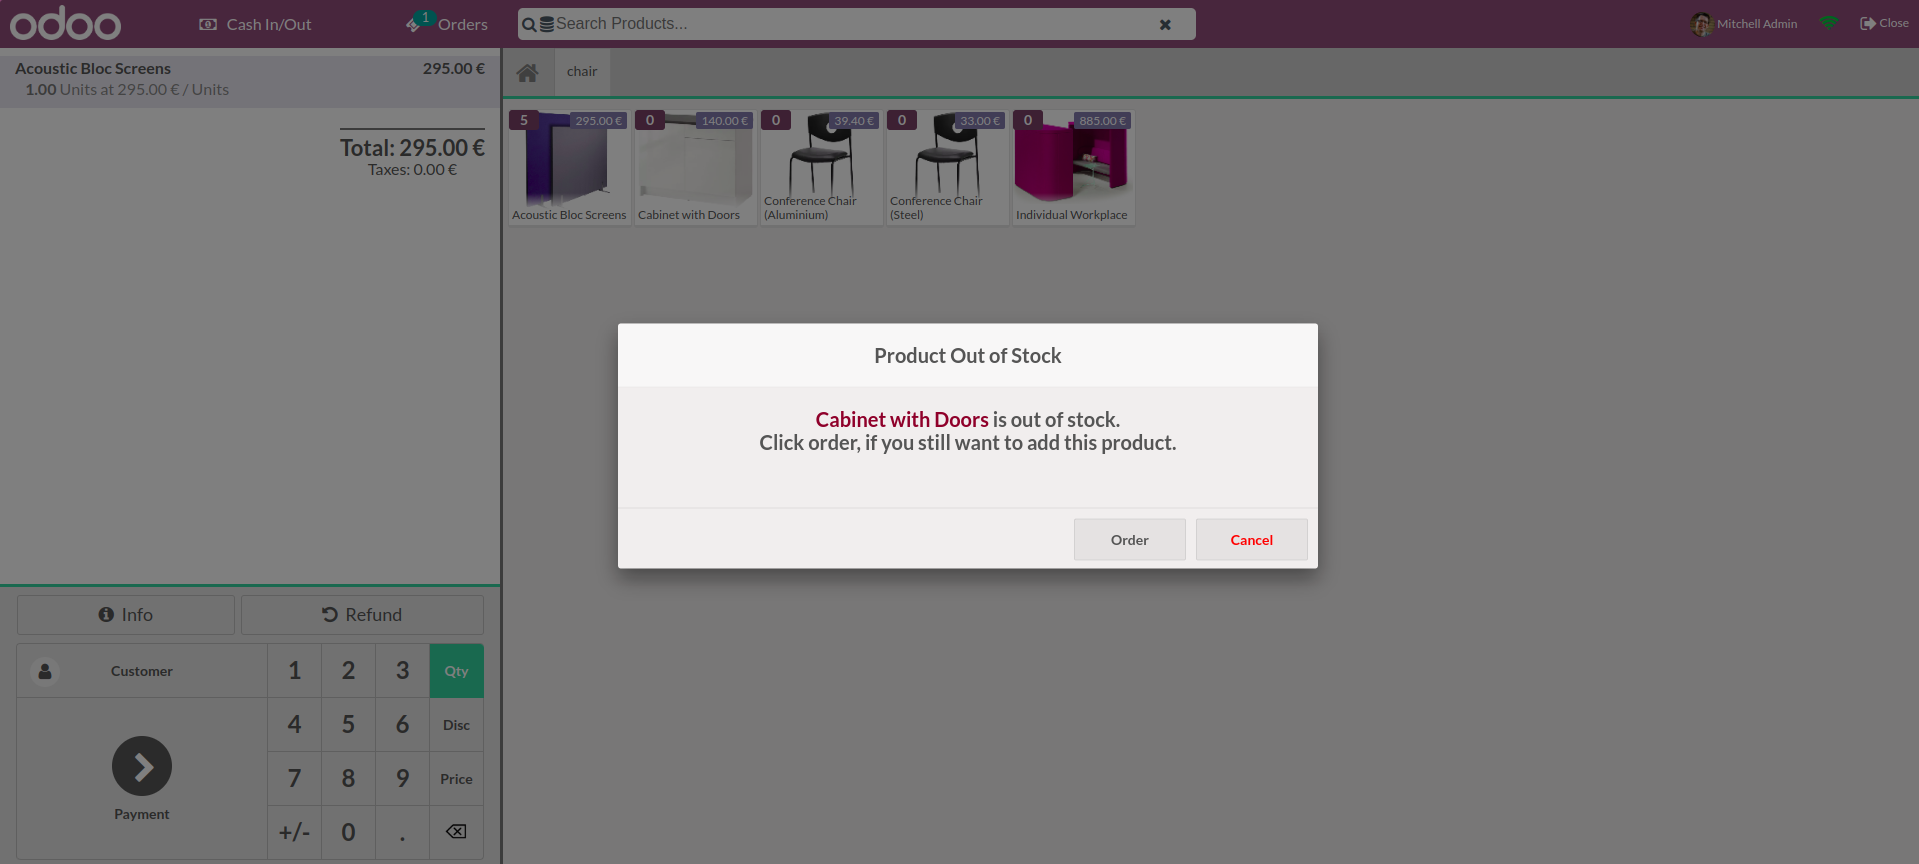 odoo
Cash In/Out
1
Orders
Search Products...
Mitchell Admin
Close
Acoustic Bloc Screens 295.00 €
1.00 Units at 295.00 € / Units
Total: 295.00 €
Taxes: 0.00 €
chair
5 295.00 €
Acoustic Bloc Screens
0 140.00 €
Cabinet with Doors
0 39.40 €
Conference Chair
(Aluminium)
0 33.00 €
Conference Chair
(Steel)
0 885.00 €
Individual Workplace
Product Out of Stock
Cabinet with Doors is out of stock.
Click order, if you still want to add this product.
Order
Cancel
Info
Refund
Customer
1 2 3 Qty
4 5 6 Disc
7 8 9 Price
Payment
+/- 0 .